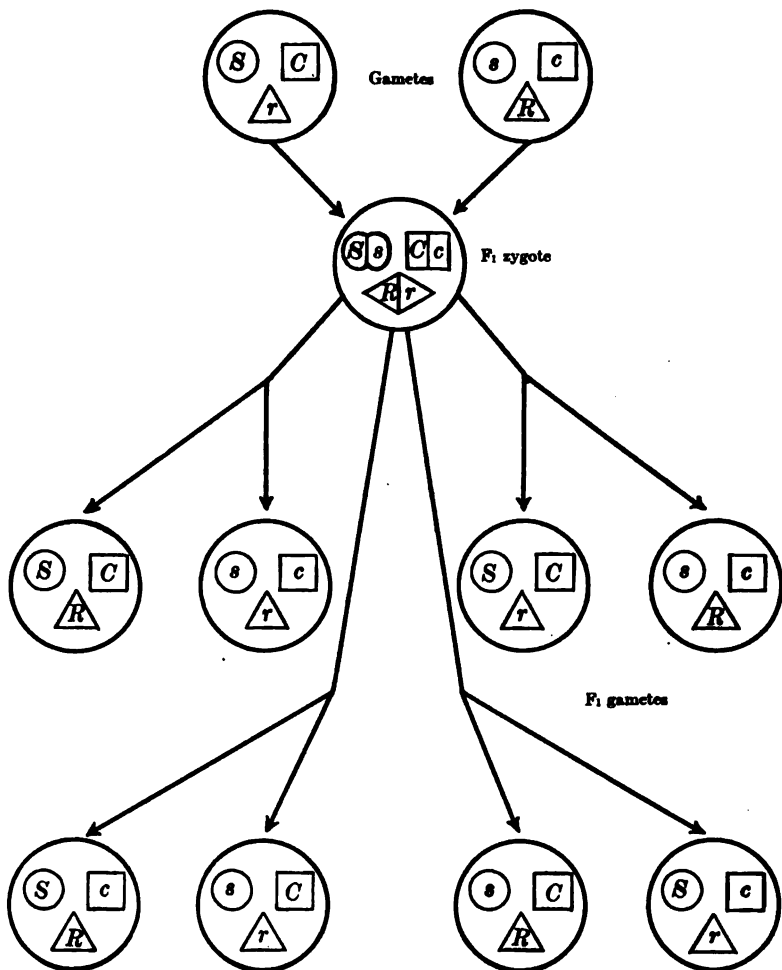 S C Gametes s c
r R
S s C c F₁ zygote
R r
S C s c S C s c
R r R r
F₁ gametes
S c s C s C S c
R r R r